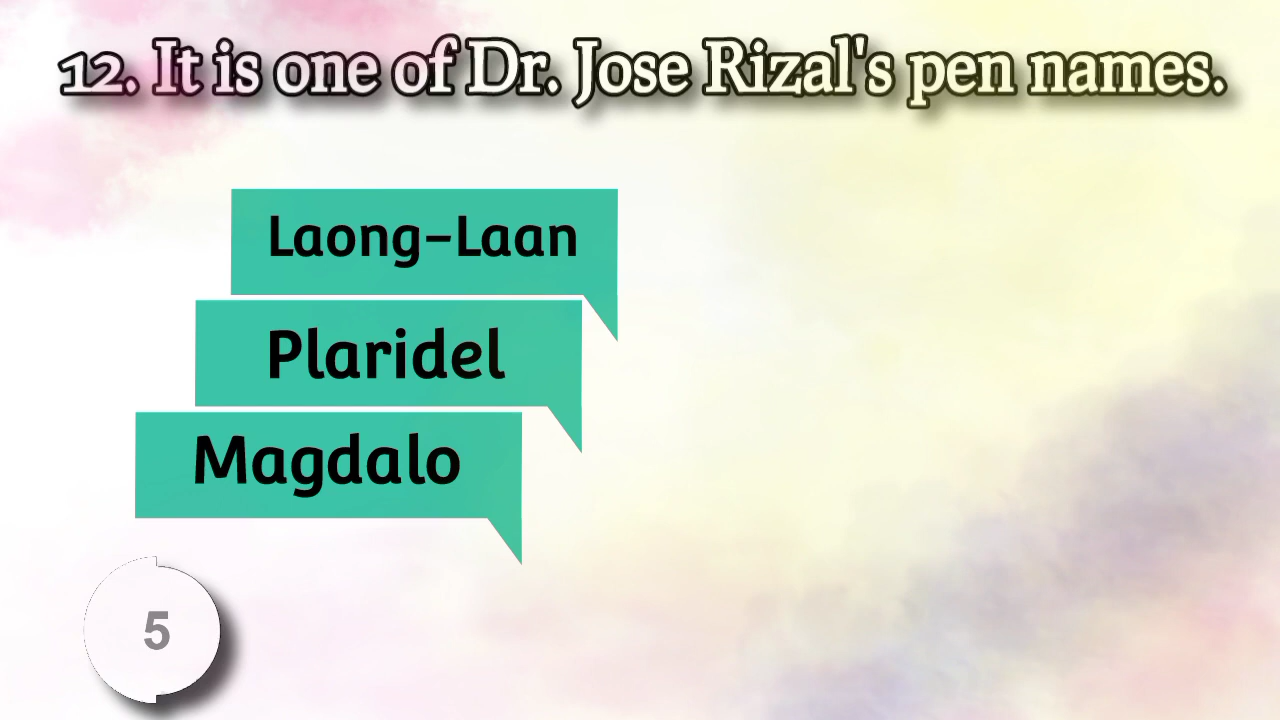 12. It is one of Dr. Jose Rizal's pen names.
Laong-Laan
Plaridel
Magdalo
5